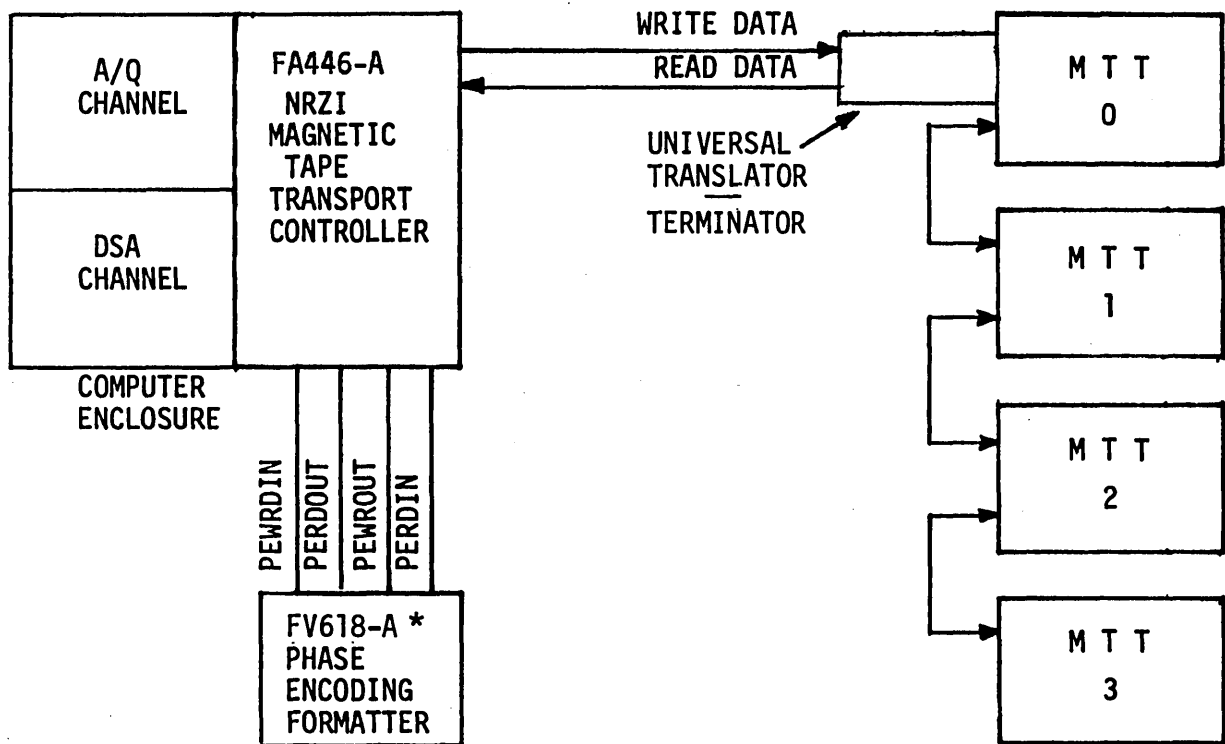 A/Q
CHANNEL
DSA
CHANNEL
COMPUTER
ENCLOSURE
FA446-A
NRZI
MAGNETIC
TAPE
TRANSPORT
CONTROLLER
WRITE DATA
READ DATA
UNIVERSAL
TRANSLATOR
—
TERMINATOR
M T T
0
M T T
1
M T T
2
M T T
3
PEWRDIN
PERDOUT
PEWROUT
PERDIN
FV618-A *
PHASE
ENCODING
FORMATTER